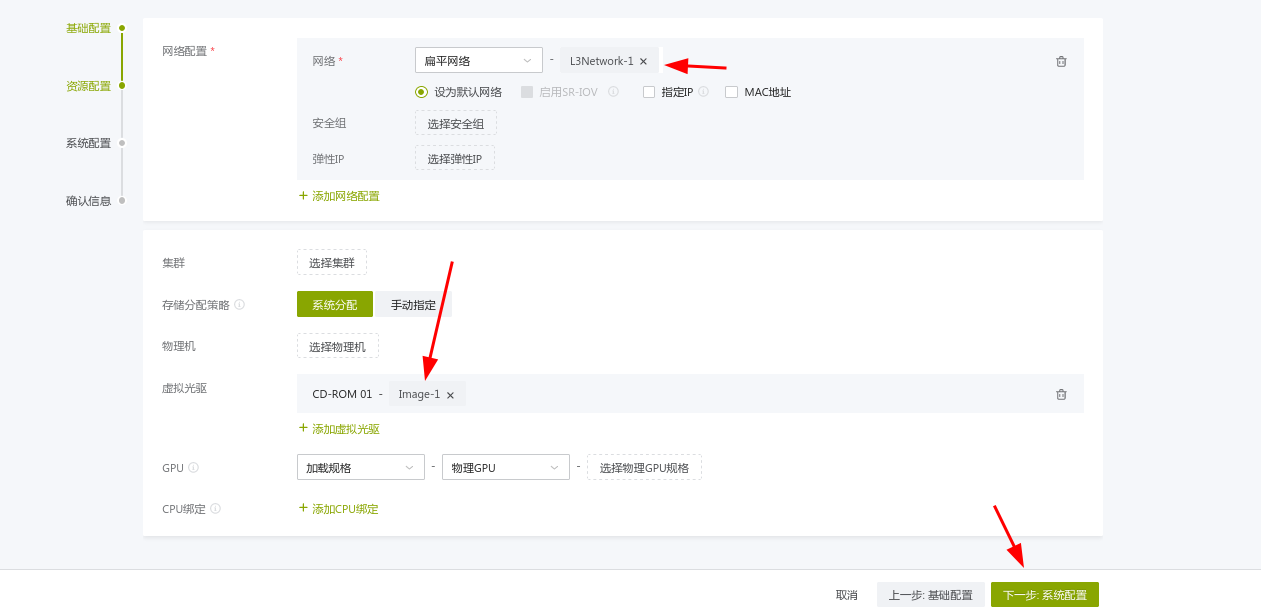 基础配置
资源配置
系统配置
确认信息
网络配置 *
网络 *
扁平网络 - L3Network-1 ×
设为默认网络 启用SR-IOV 指定IP MAC地址
安全组 选择安全组
弹性IP 选择弹性IP
+ 添加网络配置
集群 选择集群
存储分配策略 系统分配 手动指定
物理机 选择物理机
虚拟光驱 CD-ROM 01 - Image-1 ×
+ 添加虚拟光驱
GPU 加载规格 - 物理GPU - 选择物理GPU规格
CPU绑定 + 添加CPU绑定
取消 上一步: 基础配置 下一步: 系统配置